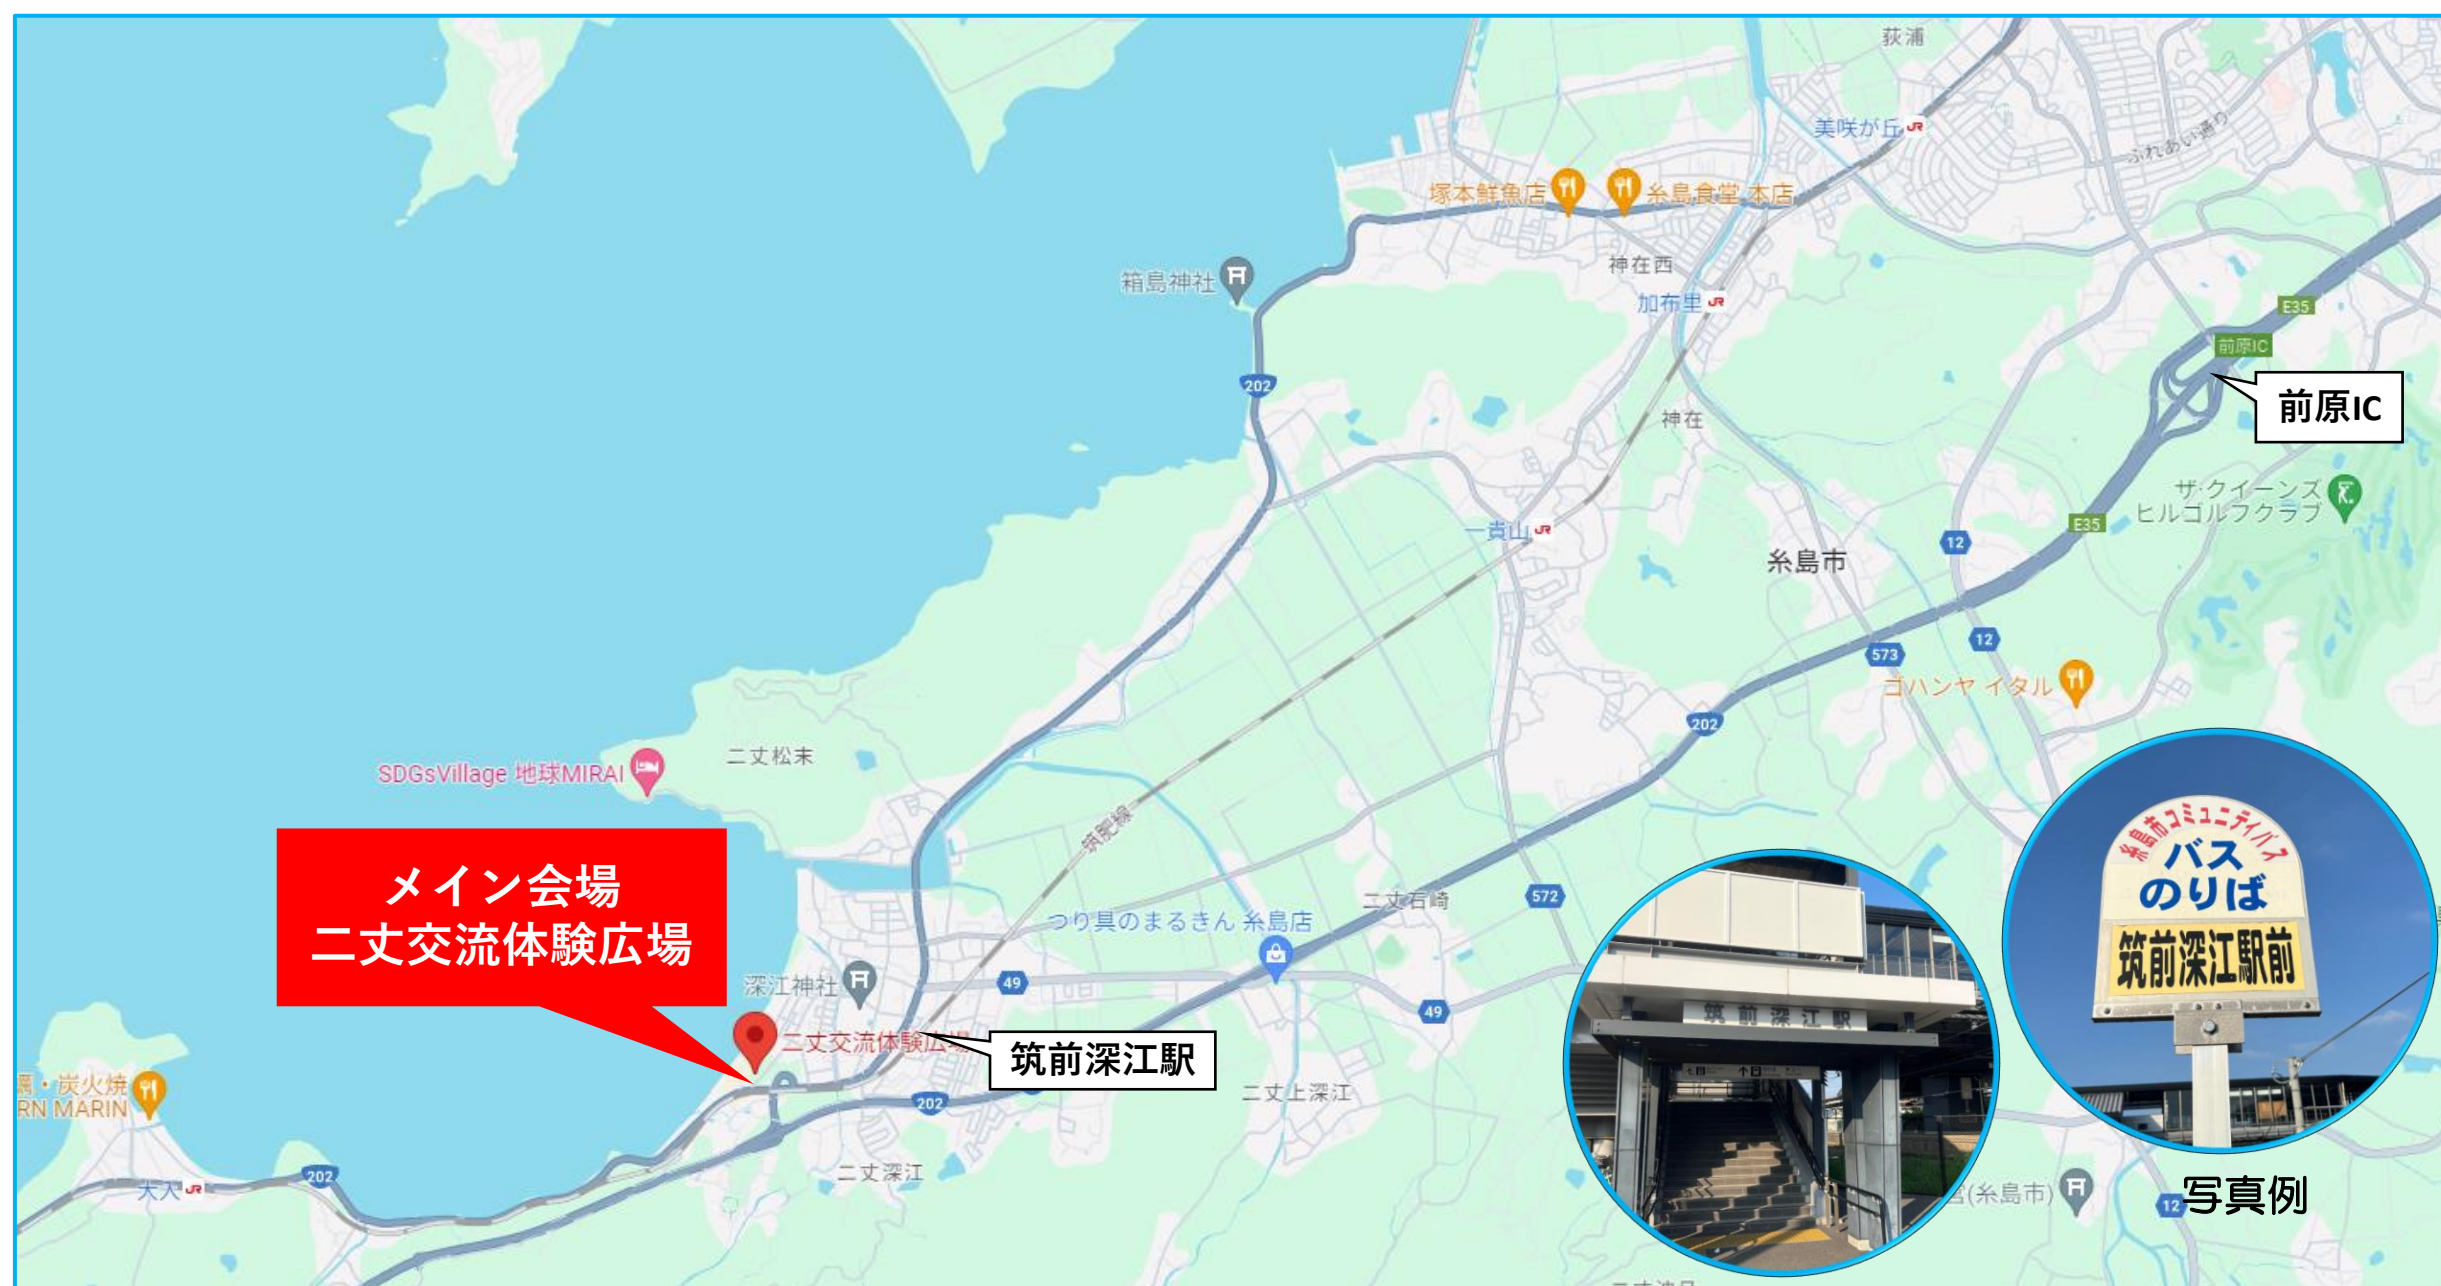 荻浦
美咲が丘
JR
ふれあい通り
塚本鮮魚店
糸島食堂 本店
神在西
箱島神社
加布里
JR
E35
前原IC
202
前原IC
神在
ザ・クイーンズ
ヒルゴルフクラブ
一貴山
JR
E35
12
糸島市
12
573
ゴハンヤ イタル
202
二丈松末
SDGsVillage 地球MIRAI
筑肥線
メイン会場
二丈交流体験広場
二丈石崎
572
つり具のまるきん 糸島店
深江神社
49
49
二丈交流体験広場
筑前深江駅
202
二丈上深江
炭火焼
RN MARIN
二丈深江
202
大入
JR
筑前深江駅
糸島市コミュニティバス
バス
のりば
筑前深江駅前
(糸島市)
12
写真例